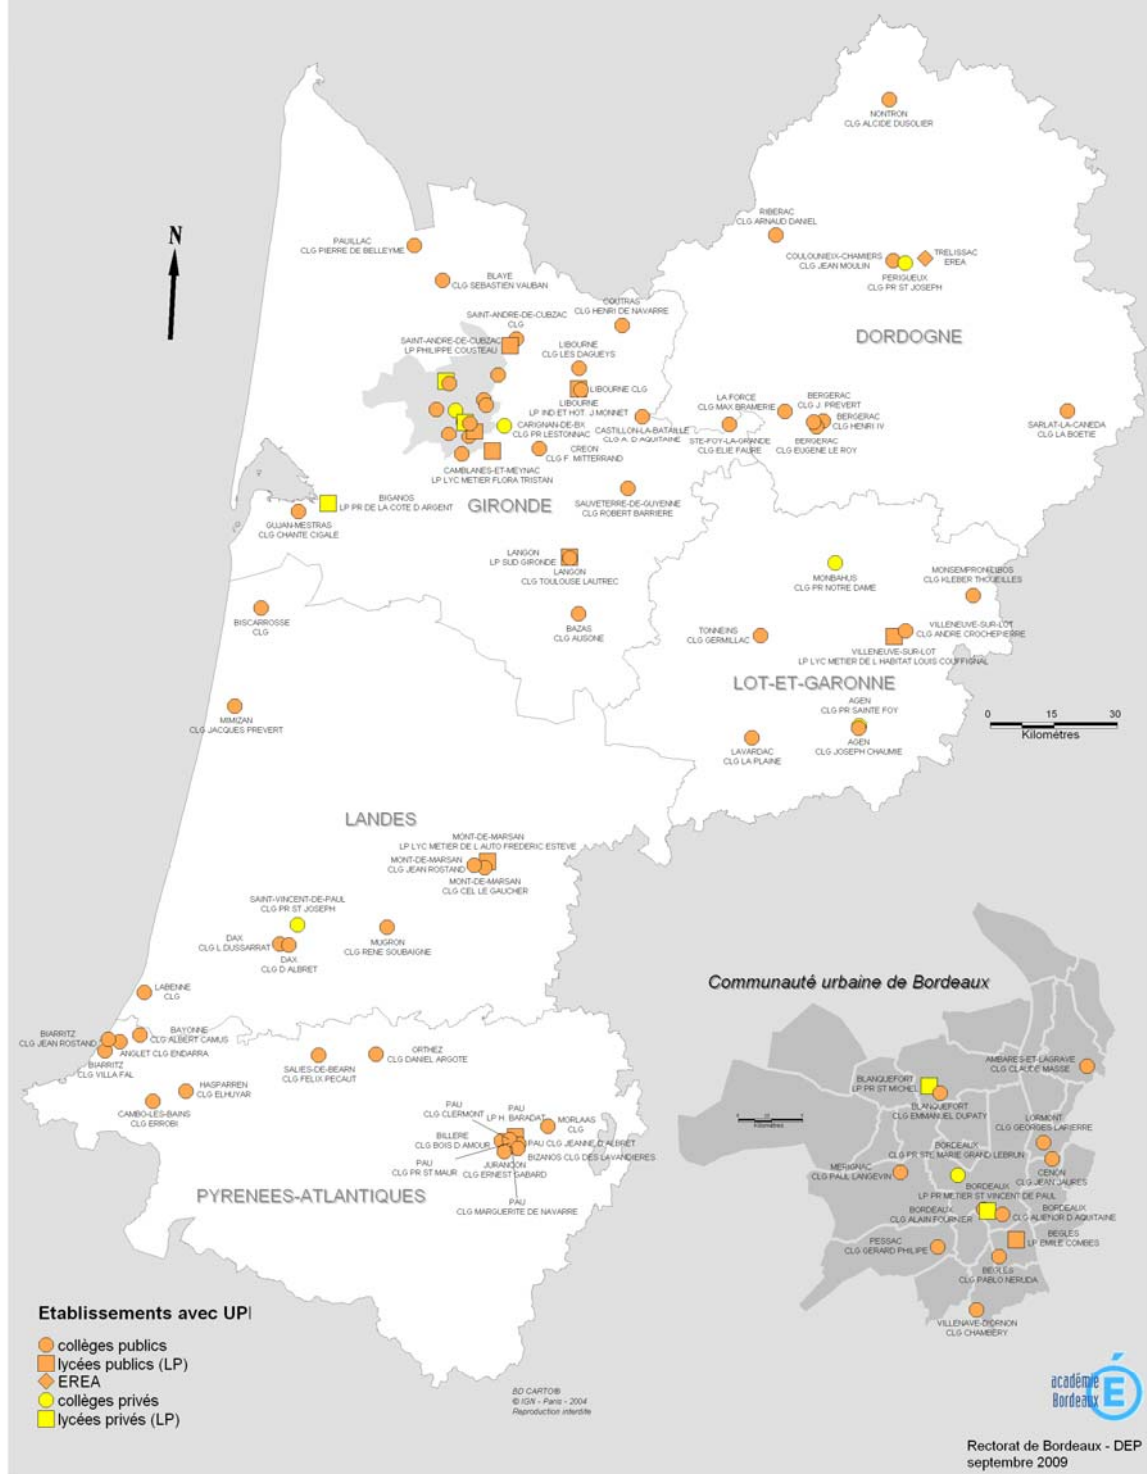 NONTRON
CLG ALCIDE DUSOLIER
RIBERAC
CLG ARNAUD DANIEL
COULOUNIEIX-CHAMIERS
CLG JEAN MOULIN
TRELISSAC
EREA
PERIGUEUX
CLG PR ST JOSEPH
DORDOGNE
N
PAUILLAC
CLG PIERRE DE BELLEYME
BLAYE
CLG SEBASTIEN VAUBAN
COUTRAS
CLG HENRI DE NAVARRE
SAINT-ANDRE-DE-CUBZAC
CLG
SAINT-ANDRE-DE-CUBZAC
LP PHILIPPE COUSTEAU
LIBOURNE
CLG LES DAGUEYS
LIBOURNE CLG
LIBOURNE
LP IND ET HOT. J MONNET
CARIGNAN-DE-BX
CLG PR LESTONNAC
CASTILLON-LA-BATAILLE
CLG A. D AQUITAINE
CREON
CLG F. MITTERRAND
CAMBLANES-ET-MEYNAC
LP LYC METIER FLORA TRISTAN
LA FORCE
CLG MAX BRAMERIE
BERGERAC
CLG J. PREVERT
BERGERAC
CLG HENRI IV
STE-FOY-LA-GRANDE
CLG ELIE FAURE
BERGERAC
CLG EUGENE LE ROY
SARLAT-LA-CANEDA
CLG LA BOETIE
BIGANOS
LP PR DE LA COTE D ARGENT
GIRONDE
GUJAN-MESTRAS
CLG CHANTE CIGALE
SAUVETERRE-DE-GUYENNE
CLG ROBERT BARRIERE
LANGON
LP SUD GIRONDE
LANGON
CLG TOULOUSE LAUTREC
BAZAS
CLG AUSONE
BISCARROSSE
CLG
MONBAHUS
CLG PR NOTRE DAME
MONSEMPRON-LIBOS
CLG KLEBER THOUEILLES
TONNEINS
CLG GERMILLAC
VILLENEUVE-SUR-LOT
CLG ANDRE CROCHEPIERRE
VILLENEUVE-SUR-LOT
LP LYC METIER DE L HABITAT LOUIS COUFFIGNAL
LOT-ET-GARONNE
AGEN
CLG PR SAINTE FOY
AGEN
CLG JOSEPH CHAUMIE
LAVARDAC
CLG LA PLAINE
0 15 30
Kilométres
MIMIZAN
CLG JACQUES PREVERT
LANDES
MONT-DE-MARSAN
LP LYC METIER DE L AUTO FREDERIC ESTEVE
MONT-DE-MARSAN
CLG JEAN ROSTAND
MONT-DE-MARSAN
CLG CEL LE GAUCHER
SAINT-VINCENT-DE-PAUL
CLG PR ST JOSEPH
DAX
CLG L DUSSARRAT
DAX
CLG D ALBRET
MUGRON
CLG RENE SOUBAIGNE
LABENNE
CLG
BIARRITZ
CLG JEAN ROSTAND
BAYONNE
CLG ALBERT CAMUS
ANGLET CLG ENDARRA
BIARRITZ
CLG VILLA FAL
HASPARREN
CLG ELHUYAR
CAMBO-LES-BAINS
CLG ERROBI
SALIES-DE-BEARN
CLG FELIX PECAUT
ORTHEZ
CLG DANIEL ARGOTE
PAU
CLG CLERMONT
PAU
LP H. BARADAT
MORLAAS
CLG
BILLERE
CLG BOIS D AMOUR
PAU CLG JEANNE D'ALBRET
BIZANOS CLG DES LAVANDIERES
PAU
CLG PR ST MAUR
JURANCON
CLG ERNEST GABARD
PAU
CLG MARGUERITE DE NAVARRE
PYRENEES-ATLANTIQUES
Communauté urbaine de Bordeaux
AMBARES-ET-LAGRAVE
CLG CLAUDE MASSE
BLANQUEFORT
LP PR ST MICHEL
BLANQUEFORT
CLG EMMANUEL DUPATY
LORMONT
CLG GEORGES LAPIERRE
BORDEAUX
CLG PR STE MARIE GRAND LEBRUN
CENON
CLG JEAN JAURES
MERIGNAC
CLG PAUL LANGEVIN
BORDEAUX
LP PR METIER ST VINCENT DE PAUL
BORDEAUX
CLG ALAIN FOURNIER
BORDEAUX
CLG ALIENOR D AQUITAINE
BEGLES
LP EMILE COMBES
PESSAC
CLG GERARD PHILIPE
BEGLES
CLG PABLO NERUDA
VILLENAVE-D'ORNON
CLG CHAMBERY
Etablissements avec UPI
collèges publics
lycées publics (LP)
EREA
collèges privés
lycées privés (LP)
BD CARTO®
© IGN - Paris - 2004
Reproduction interdite
académie
Bordeaux
É
Rectorat de Bordeaux - DEP
septembre 2009